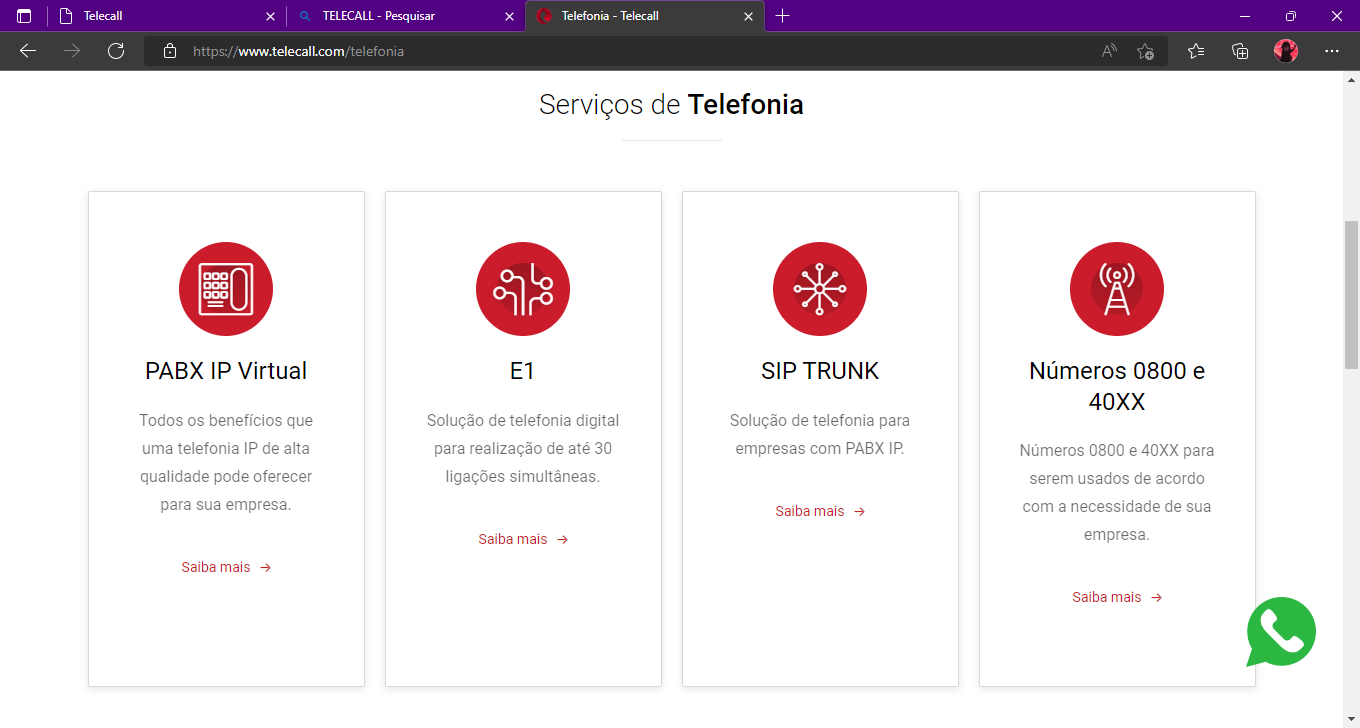 Telecall
TELECALL - Pesquisar
Telefonia - Telecall
https://www.telecall.com/telefonia
Serviços de Telefonia
PABX IP Virtual
Todos os benefícios que
uma telefonia IP de alta
qualidade pode oferecer
para sua empresa.
Saiba mais →
E1
Solução de telefonia digital
para realização de até 30
ligações simultâneas.
Saiba mais →
SIP TRUNK
Solução de telefonia para
empresas com PABX IP.
Saiba mais →
Números 0800 e
40XX
Números 0800 e 40XX para
serem usados de acordo
com a necessidade de sua
empresa.
Saiba mais →